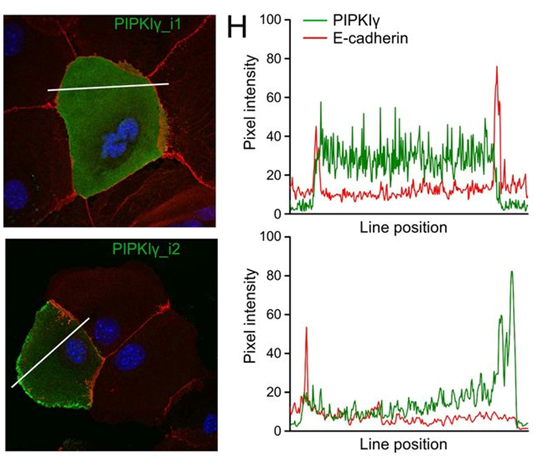 PIPKIγ_i1
H
PIPKIγ
E-cadherin
Pixel intensity
100
80
60
40
20
0
Line position
PIPKIγ_i2
Pixel intensity
100
80
60
40
20
0
Line position